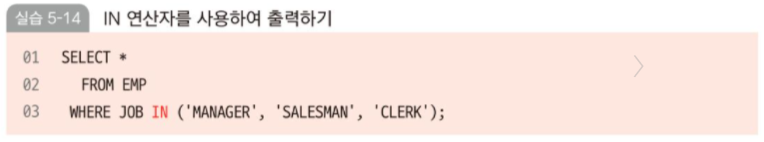 실습 5-14 IN 연산자를 사용하여 출력하기
01 SELECT *
02 FROM EMP
03 WHERE JOB IN ('MANAGER', 'SALESMAN', 'CLERK');